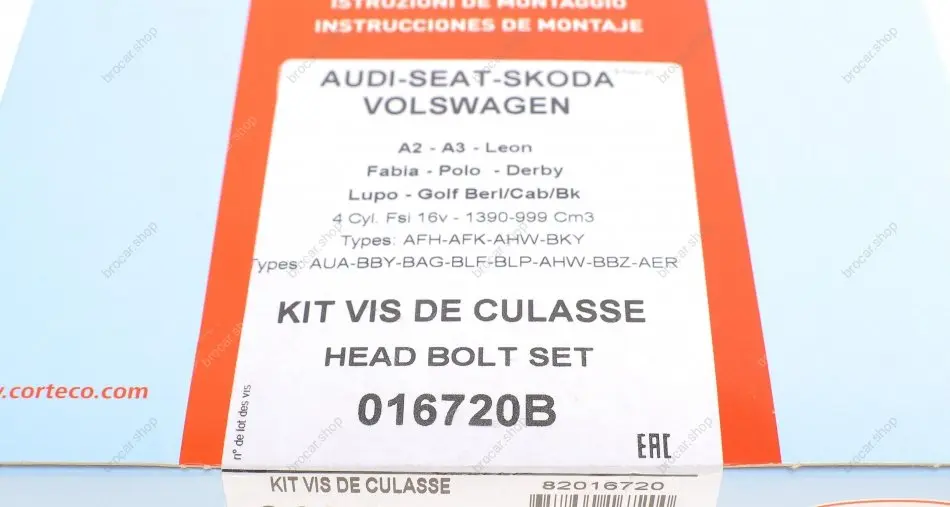 ISTRUZIONI DE MONTAGGIO
INSTRUCCIONES DE MONTAJE
AUDI-SEAT-SKODA
VOLSWAGEN
A2 - A3 - Leon
Fabia - Polo - Derby
Lupo - Golf Berl/Cab/Bk
4 Cyl. Fsi 16v - 1390-999 Cm3
Types: AFH-AFK-AHW-BKY
Types: AUA-BBY-BAG-BLF-BLP-AHW-BBZ-AER
KIT VIS DE CULASSE
HEAD BOLT SET
016720B
n° de lot des vis
EAC
.corteco.com
KIT VIS DE CULASSE
82016720
brocar.shop